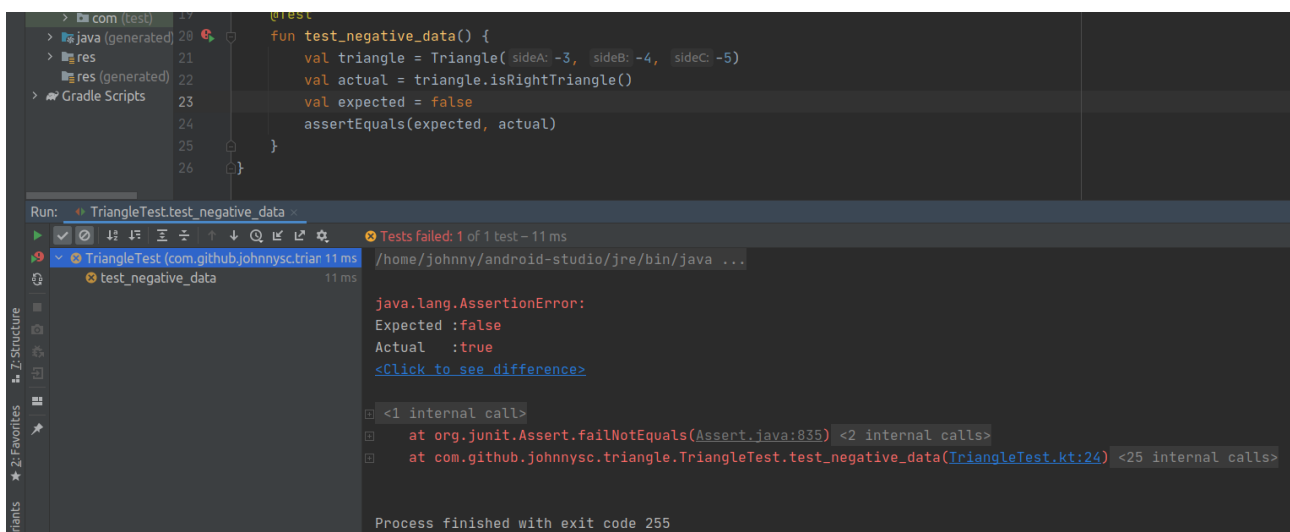 com (test)
19 @Test
java (generated) 20 fun test_negative_data() {
res 21 val triangle = Triangle( sideA: -3, sideB: -4, sideC: -5)
res (generated) 22 val actual = triangle.isRightTriangle()
Gradle Scripts 23 val expected = false
24 assertEquals(expected, actual)
25 }
26 }
Run: TriangleTest.test_negative_data ×
Tests failed: 1 of 1 test – 11 ms
TriangleTest (com.github.johnnysc.trian 11 ms
/home/johnny/android-studio/jre/bin/java ...
test_negative_data 11 ms
java.lang.AssertionError:
Expected :false
Actual :true
<Click to see difference>
<1 internal call>
at org.junit.Assert.failNotEquals(Assert.java:835) <2 internal calls>
at com.github.johnnysc.triangle.TriangleTest.test_negative_data(TriangleTest.kt:24) <25 internal calls>
Process finished with exit code 255
Z: Structure
2: Favorites
riants